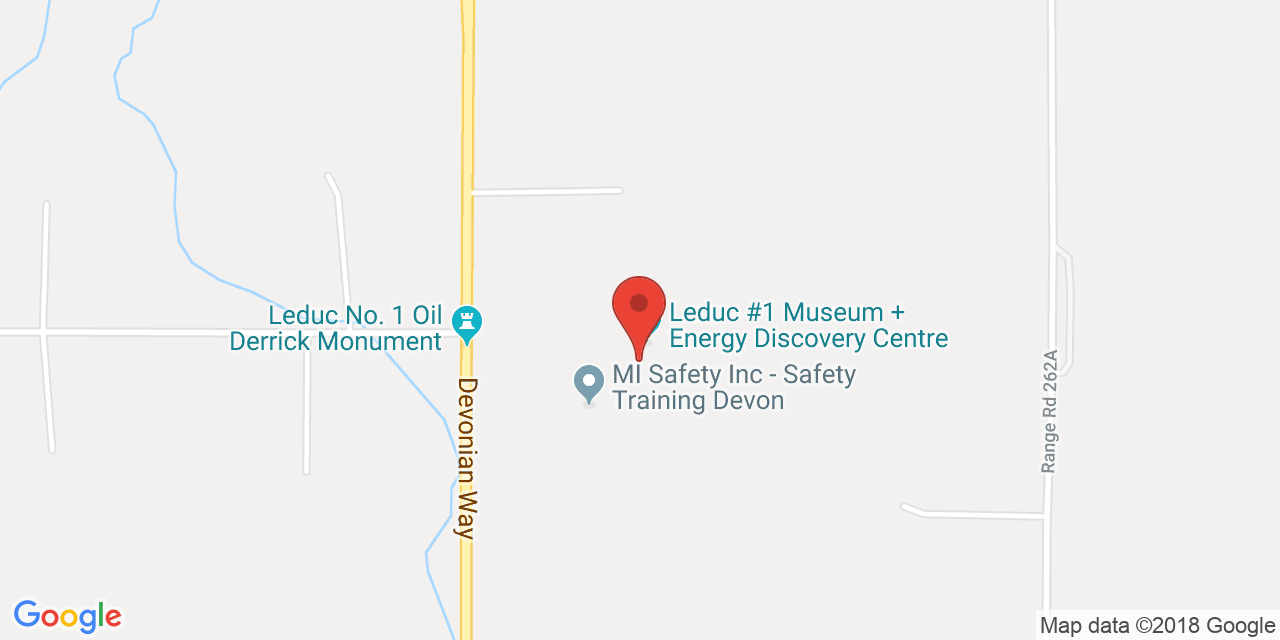 Leduc No. 1 Oil
Derrick Monument
Leduc #1 Museum +
Energy Discovery Centre
MI Safety Inc - Safety
Training Devon
Devonian Way
Range Rd 262A
Google
Map data ©2018 Google